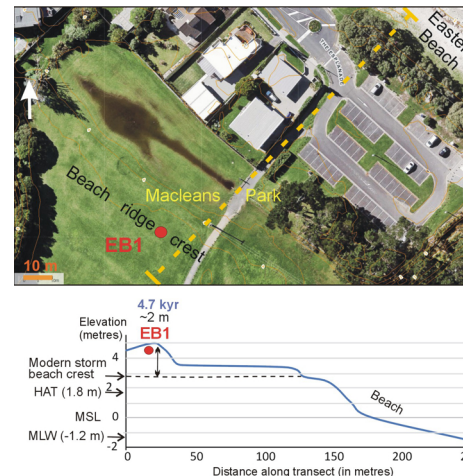 Eastern
Beach
THE ESPLANADE
Macleans Park
Beach ridge crest
EB1
10 m
4.7 kyr
~2 m
EB1
Elevation
(metres)
4
Modern storm
beach crest
2
HAT (1.8 m)
MSL
0
MLW (-1.2 m)
-2
Beach
0
50
100
150
200
Distance along transect (in metres)